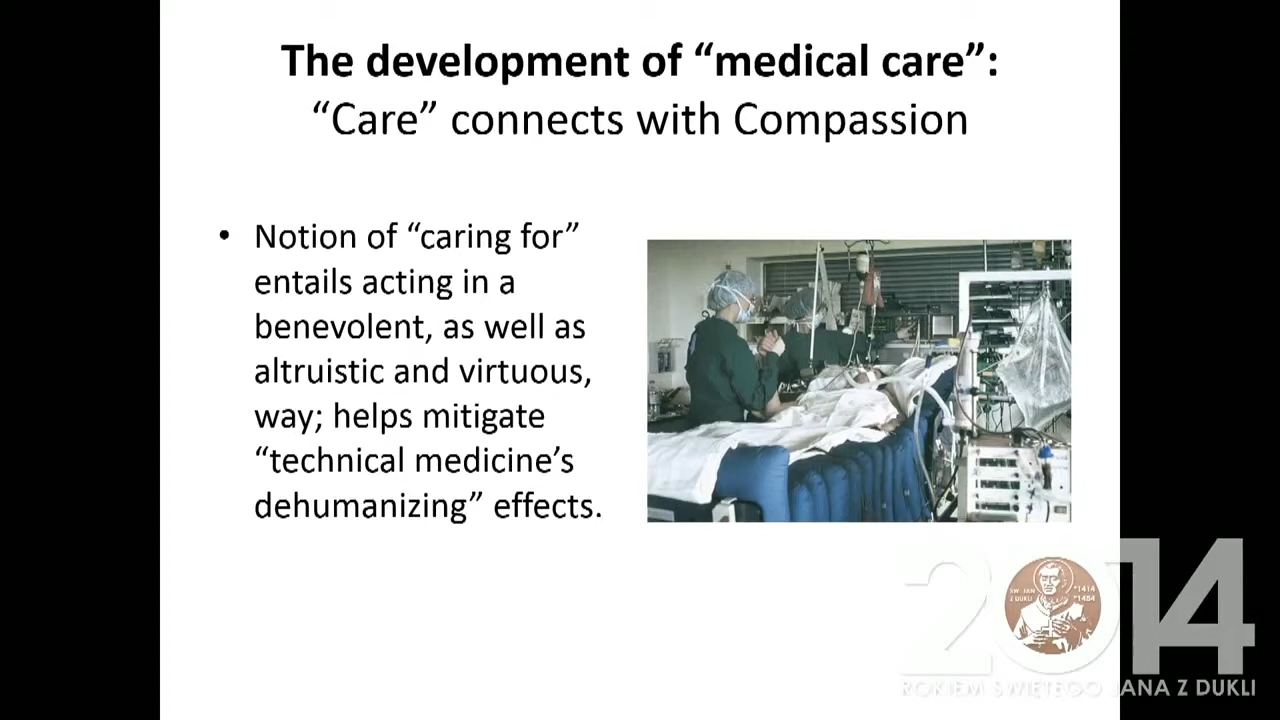 The development of “medical care”:
“Care” connects with Compassion
• Notion of “caring for”
entails acting in a
benevolent, as well as
altruistic and virtuous,
way; helps mitigate
“technical medicine’s
dehumanizing” effects.
2014
ŚW. JAN
Z DUKLI
*1414
†1484
ROKIEM ŚWIĘTEGO JANA Z DUKLI